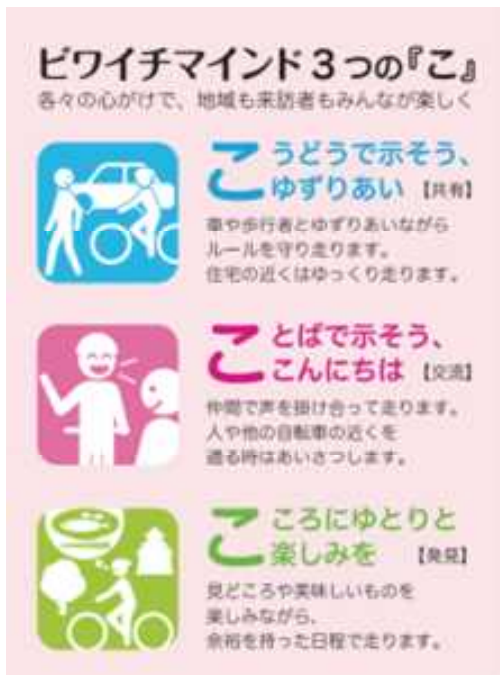 ビワイチマインド3つの『こ』
各々の心がけで、地域も来訪者もみんなが楽しく
こうどうで示そう、
ゆずりあい 【共有】
車や歩行者とゆずりあいながら
ルールを守り走ります。
住宅の近くはゆっくり走ります。
ことばで示そう、
こんにちは 【交流】
仲間で声を掛け合って走ります。
人や他の自転車の近くを
通る時はあいさつします。
こころにゆとりと
楽しみを 【発見】
見どころや美味しいものを
楽しみながら、
余裕を持った日程で走ります。